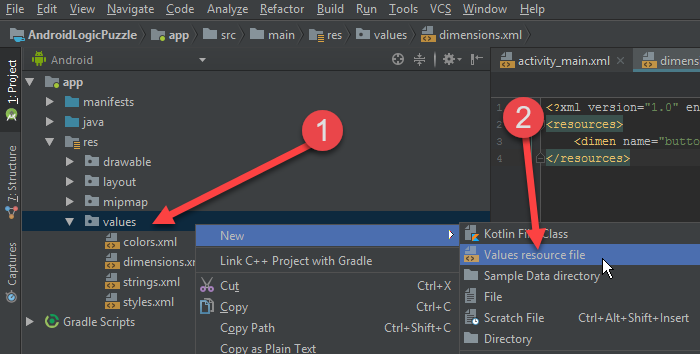 File Edit View Navigate Code Analyze Refactor Build Run Tools VCS Window Help
AndroidLogicPuzzle app src main res values dimensions.xml
1: Project
7: Structure
Captures
Android
app
manifests
java
res
drawable
layout
mipmap
values
colors.xml
dimensions.xml
strings.xml
styles.xml
Gradle Scripts
1
activity_main.xml
1
2
3
4
<?xml version="1.0"
<resources>
<dimen name="butto
</resources>
2
New
Link C++ Project with Gradle
Cut Ctrl+X
Copy Ctrl+C
Copy Path Ctrl+Shift+C
Copy as Plain Text
Kotlin File/Class
Values resource file
Sample Data directory
File
Scratch File Ctrl+Alt+Shift+Insert
Directory